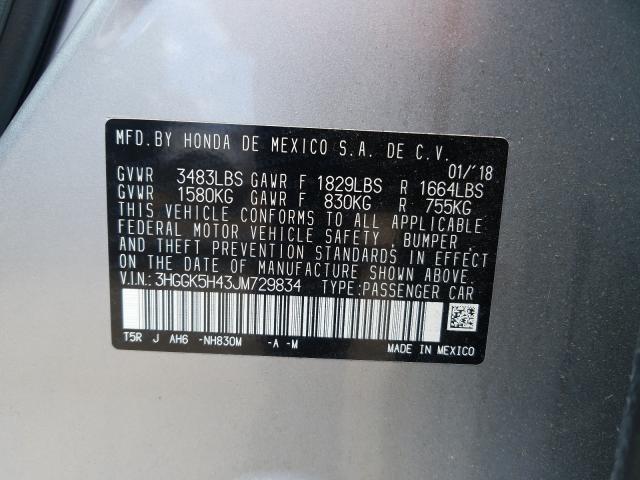 MFD.BY HONDA DE MEXICO S.A. DE C.V.
01/'18
GVWR 3483LBS GAWR F 1829LBS R 1664LBS
GVWR 1580KG GAWR F 830KG R 755KG
THIS VEHICLE CONFORMS TO ALL APPLICABLE
FEDERAL MOTOR VEHICLE SAFETY , BUMPER ,
AND THEFT PREVENTION STANDARDS IN EFFECT
ON THE DATE OF MANUFACTURE SHOWN ABOVE.
V.I.N.: 3HGGK5H43JM729834 TYPE:PASSENGER CAR
T5R J AH6 -NH830M -A -M MADE IN MEXICO